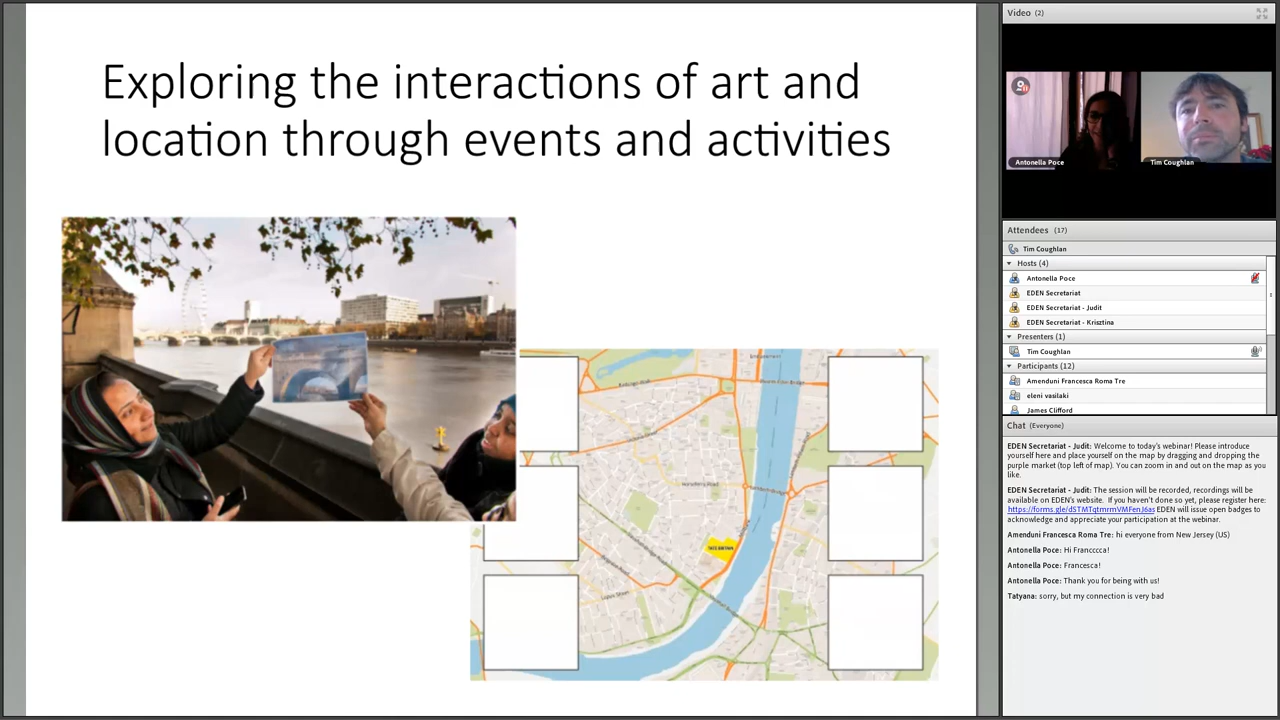 Exploring the interactions of art and
location through events and activities
TATE BRITAIN
Video (2)
Antonella Poce
Tim Coughlan
Attendees (17)
Tim Coughlan
Hosts (4)
Antonella Poce
EDEN Secretariat
EDEN Secretariat - Judit
EDEN Secretariat - Krisztina
Presenters (1)
Tim Coughlan
Participants (12)
Amenduni Francesca Roma Tre
eleni vasilaki
James Clifford
Chat (Everyone)
EDEN Secretariat - Judit: Welcome to today's webinar! Please introduce
yourself here and place yourself on the map by dragging and dropping the
purple market (top left of map). You can zoom in and out on the map as you
like.
EDEN Secretariat - Judit: The session will be recorded, recordings will be
available on EDEN's website. If you haven't done so yet, please register here:
https://forms.gle/dSTMTqtmrmVMFenJ6as EDEN will issue open badges to
acknowledge and appreciate your participation at the webinar.
Amenduni Francesca Roma Tre: hi everyone from New Jersey (US)
Antonella Poce: Hi Francccca!
Antonella Poce: Francesca!
Antonella Poce: Thank you for being with us!
Tatyana: sorry, but my connection is very bad